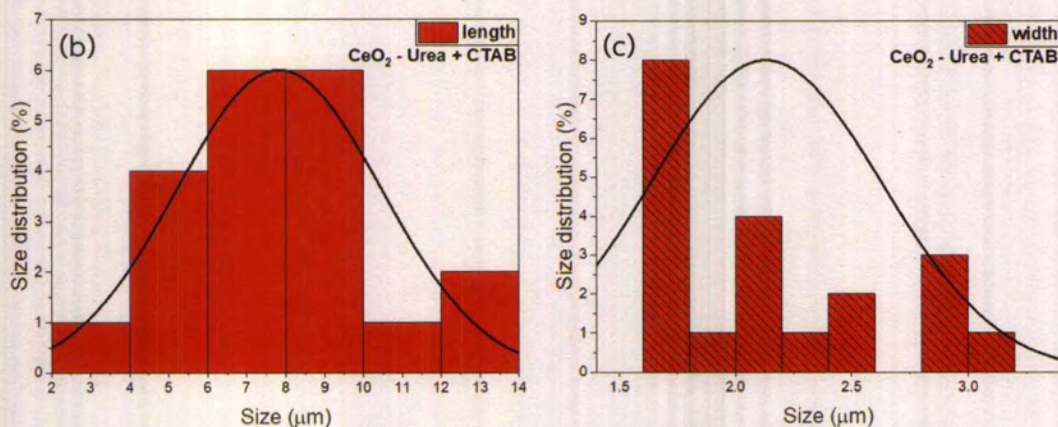 (b)
length
CeO₂ - Urea + CTAB
Size distribution (%)
7
6
5
4
3
2
1
0
2 3 4 5 6 7 8 9 10 11 12 13 14
Size (μm)
(c)
width
CeO₂ - Urea + CTAB
Size distribution (%)
9
8
7
6
5
4
3
2
1
0
1.5 2.0 2.5 3.0
Size (μm)